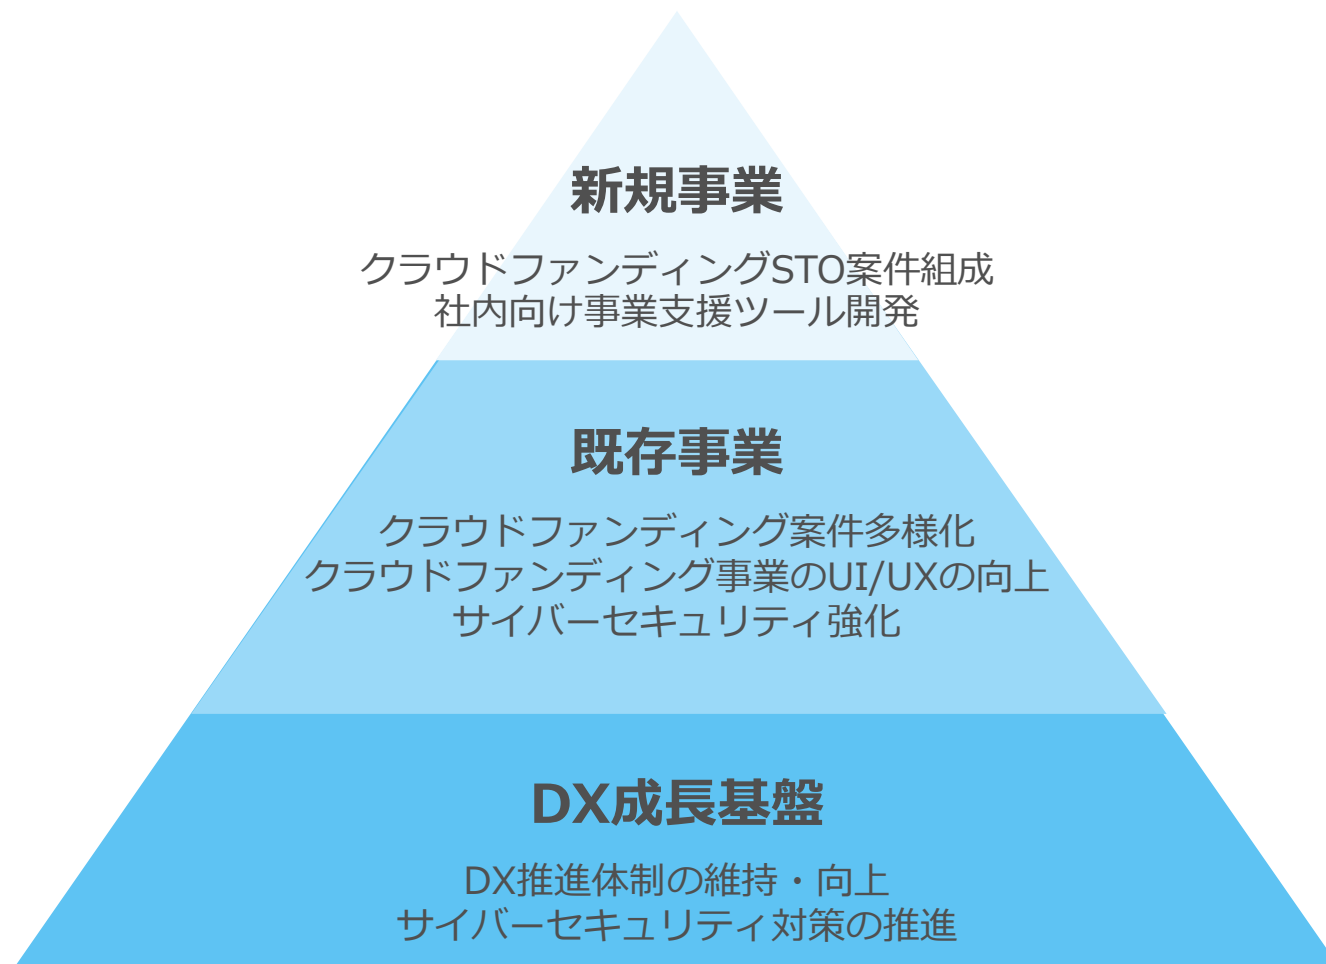 新規事業
クラウドファンディングSTO案件組成
社内向け事業支援ツール開発
既存事業
クラウドファンディング案件多様化
クラウドファンディング事業のUI/UXの向上
サイバーセキュリティ強化
DX成長基盤
DX推進体制の維持・向上
サイバーセキュリティ対策の推進